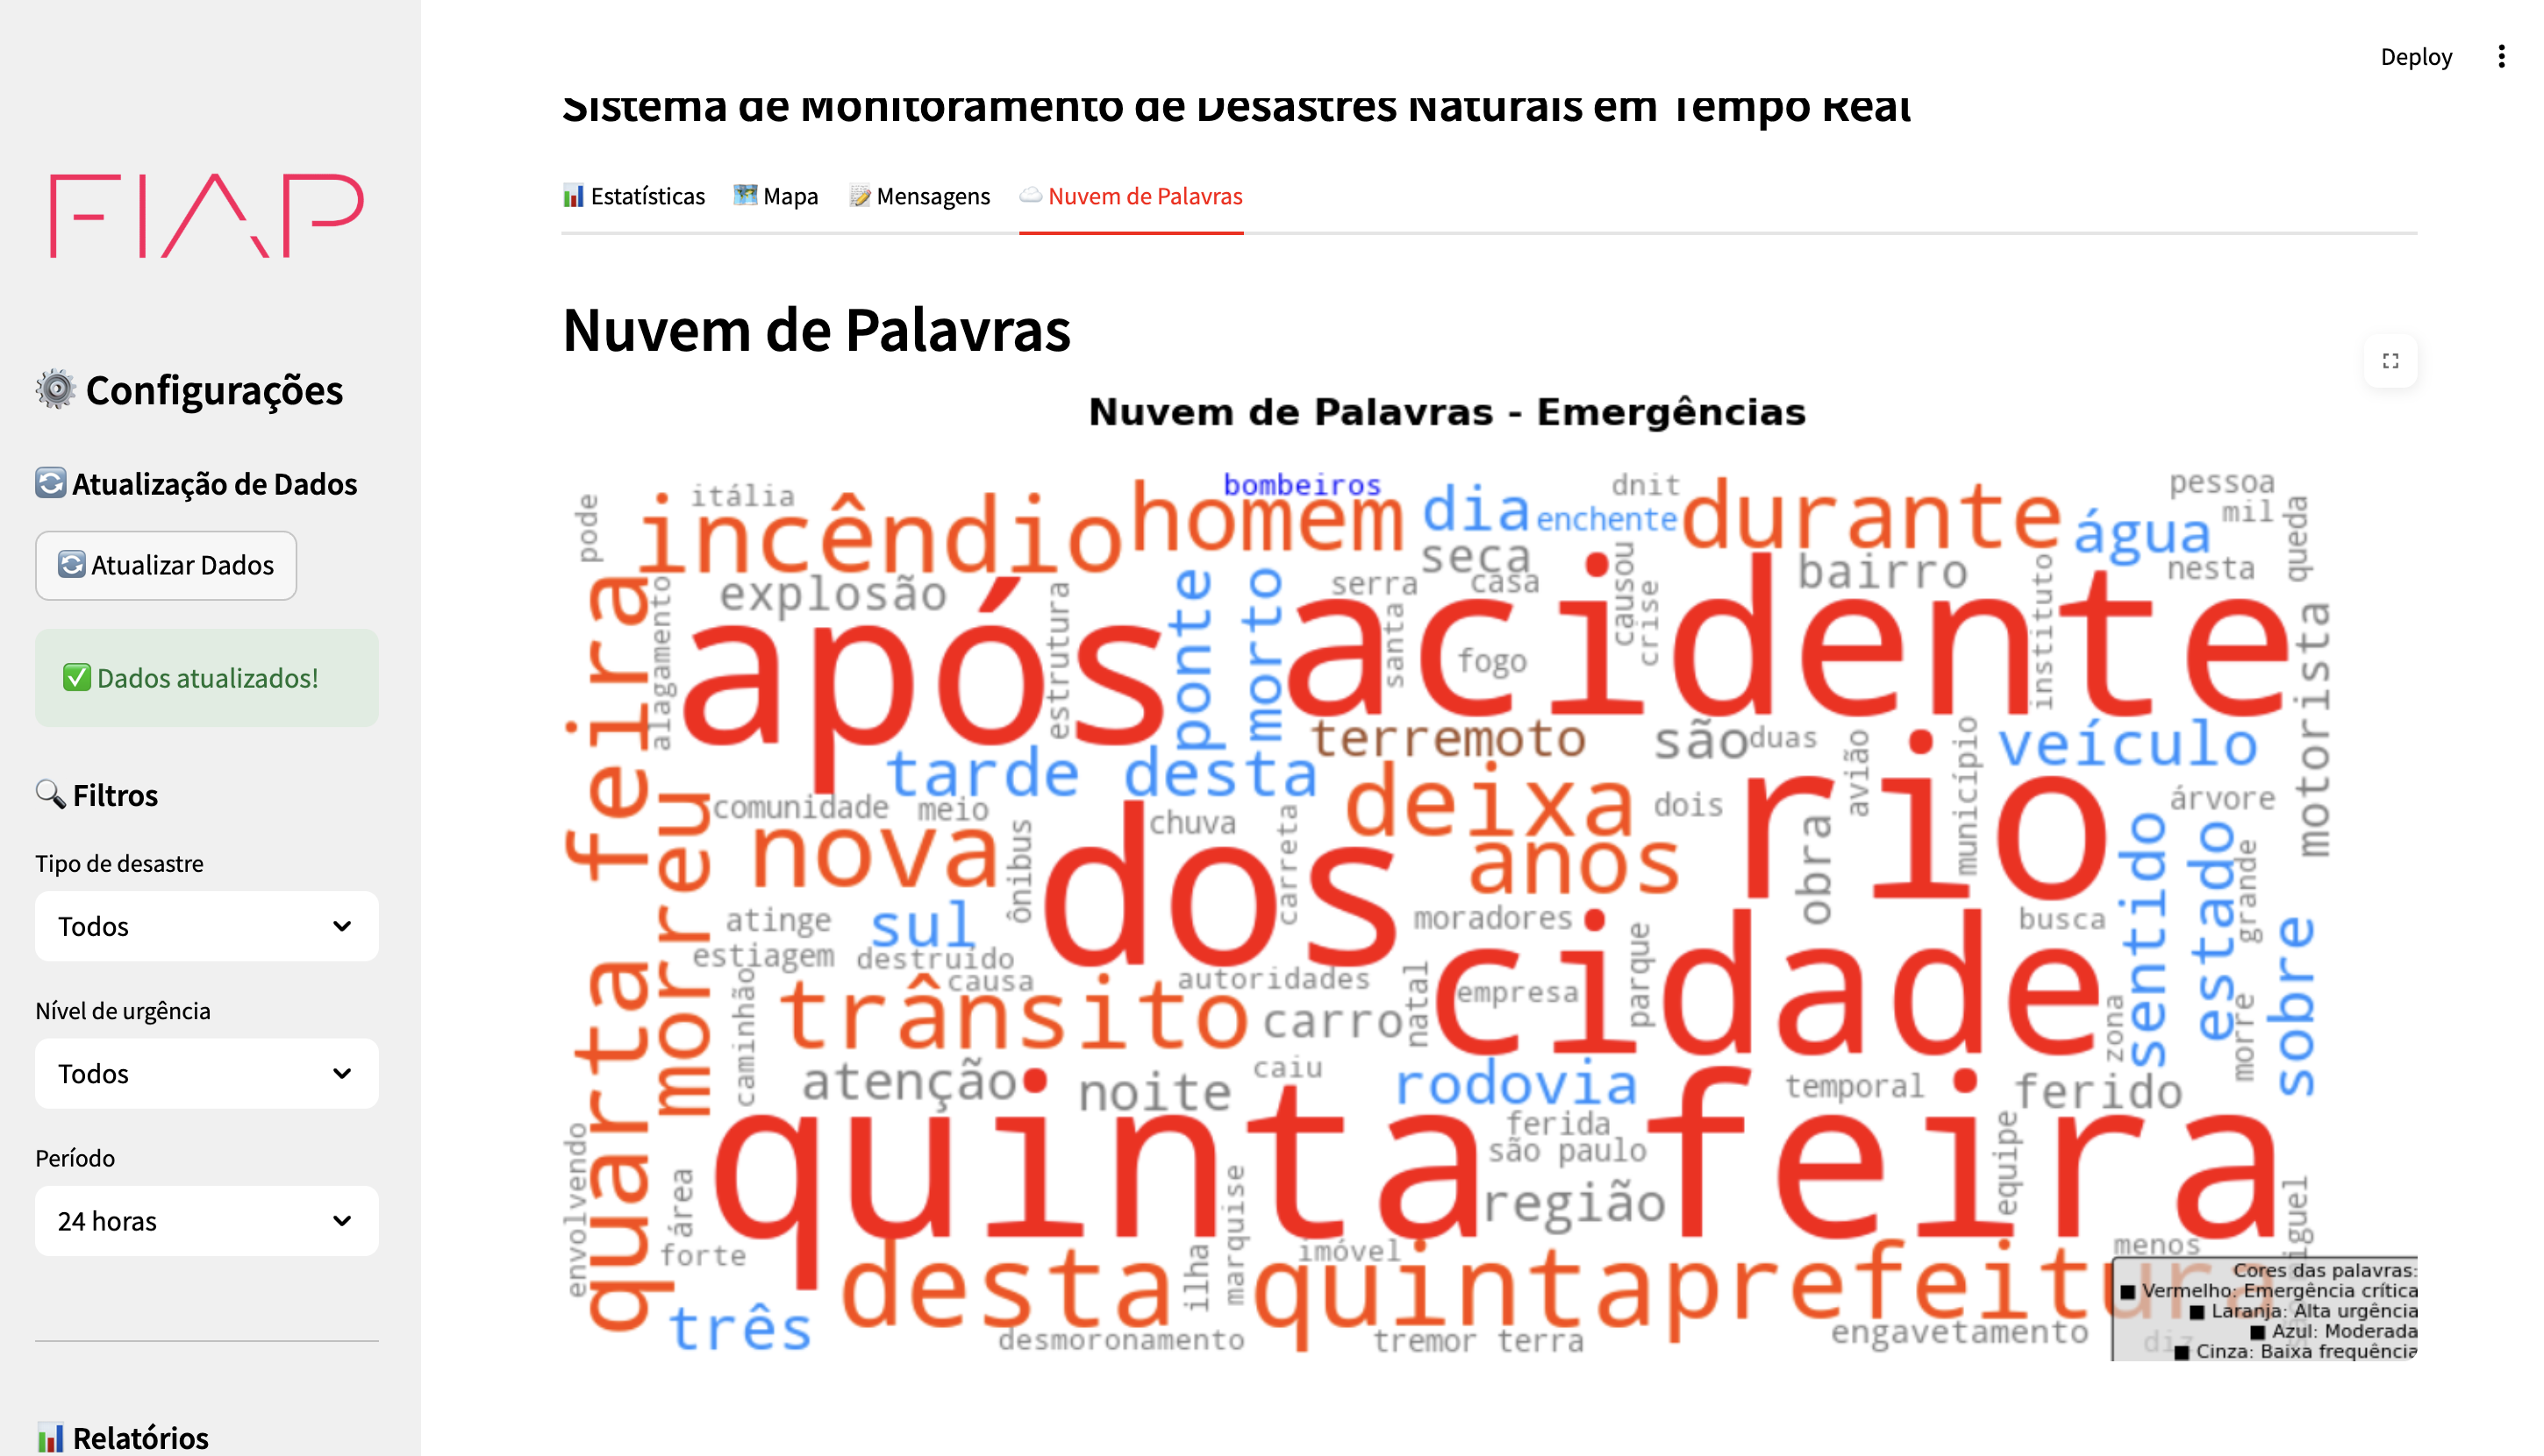 Deploy
Sistema de Monitoramento de Desastres Naturais em Tempo Real
FIAP
Configurações
Atualização de Dados
Atualizar Dados
Dados atualizados!
Filtros
Tipo de desastre
Todos
Nível de urgência
Todos
Período
24 horas
Relatórios
Estatísticas
Mapa
Mensagens
Nuvem de Palavras
Nuvem de Palavras
Nuvem de Palavras - Emergências
pode
itália
incêndio
homem
bombeiros
dia
enchente
dnit
durante
pessoa
mil
água
queda
nesta
explosão
após
alagamento
estrutura
ponte
morto
serra
seca
casa
causou
crise
bairro
acidente
santa
fogo
instituto
motorista
terremoto
são
duas
avião
município
veículo
tarde desta
comunidade
meio
nova
ônibus
chuva
dos
carreta
deixa
dois
anos
rio
obra
árvore
sentido
estado
grande
sobre
quarta feira
morreu
atinge
sul
estiagem
destruído
causa
moradores
parque
busca
autoridades
trânsito
caminhão
carro
natal
empresa
cidade
zona
morre
atenção
noite
caiu
rodovia
temporal
ferido
quinta feira
ferida
são paulo
região
equipe
envolvendo
área
forte
marquise
ilha
imóvel
três
desta
quinta
prefeitura
menos
desmoronamento
tremor terra
engavetamento
diz
Cores das palavras:
■ Vermelho: Emergência crítica
■ Laranja: Alta urgência
■ Azul: Moderada
■ Cinza: Baixa frequência